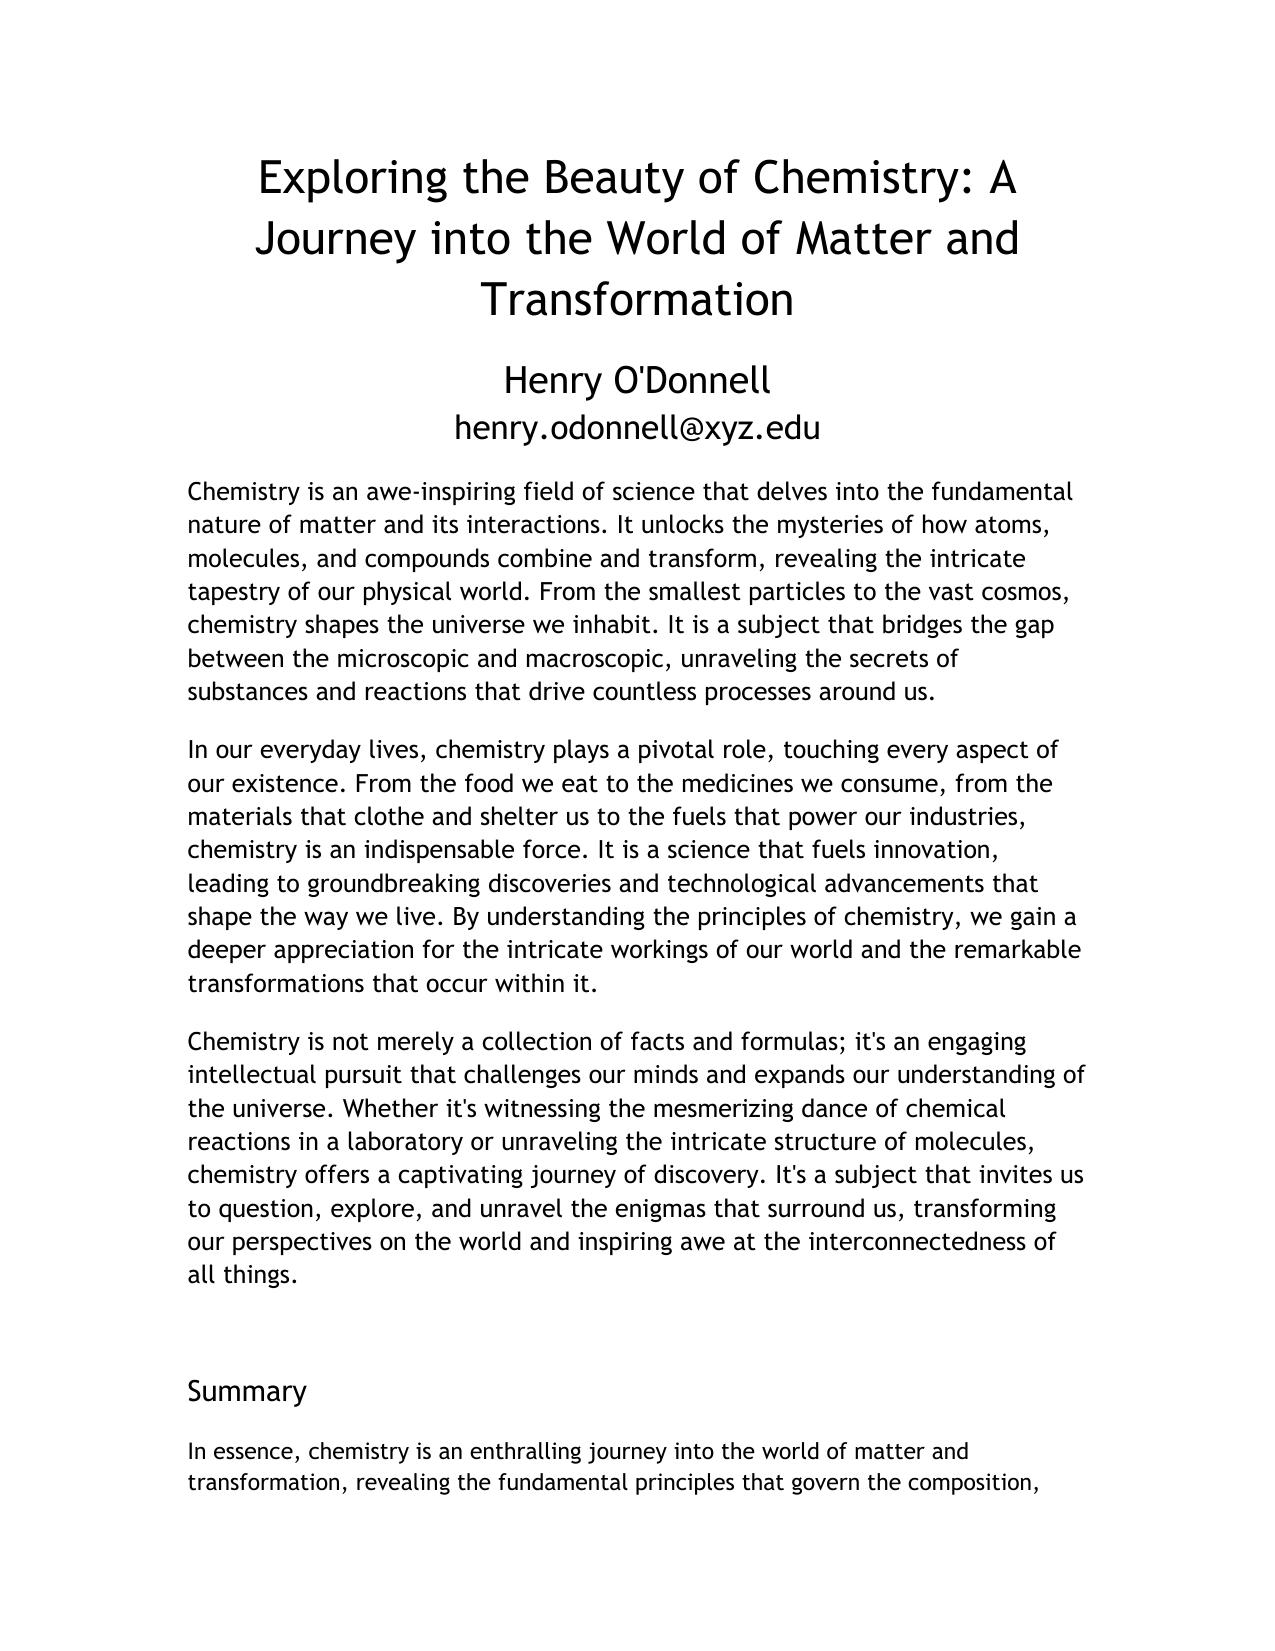 Exploring the Beauty of Chemistry: A
Journey into the World of Matter and
Transformation
Henry O'Donnell
henry.odonnell@xyz.edu
Chemistry is an awe-inspiring field of science that delves into the fundamental
nature of matter and its interactions. It unlocks the mysteries of how atoms,
molecules, and compounds combine and transform, revealing the intricate
tapestry of our physical world. From the smallest particles to the vast cosmos,
chemistry shapes the universe we inhabit. It is a subject that bridges the gap
between the microscopic and macroscopic, unraveling the secrets of
substances and reactions that drive countless processes around us.
In our everyday lives, chemistry plays a pivotal role, touching every aspect of
our existence. From the food we eat to the medicines we consume, from the
materials that clothe and shelter us to the fuels that power our industries,
chemistry is an indispensable force. It is a science that fuels innovation,
leading to groundbreaking discoveries and technological advancements that
shape the way we live. By understanding the principles of chemistry, we gain a
deeper appreciation for the intricate workings of our world and the remarkable
transformations that occur within it.
Chemistry is not merely a collection of facts and formulas; it's an engaging
intellectual pursuit that challenges our minds and expands our understanding of
the universe. Whether it's witnessing the mesmerizing dance of chemical
reactions in a laboratory or unraveling the intricate structure of molecules,
chemistry offers a captivating journey of discovery. It's a subject that invites us
to question, explore, and unravel the enigmas that surround us, transforming
our perspectives on the world and inspiring awe at the interconnectedness of
all things.
Summary
In essence, chemistry is an enthralling journey into the world of matter and
transformation, revealing the fundamental principles that govern the composition,